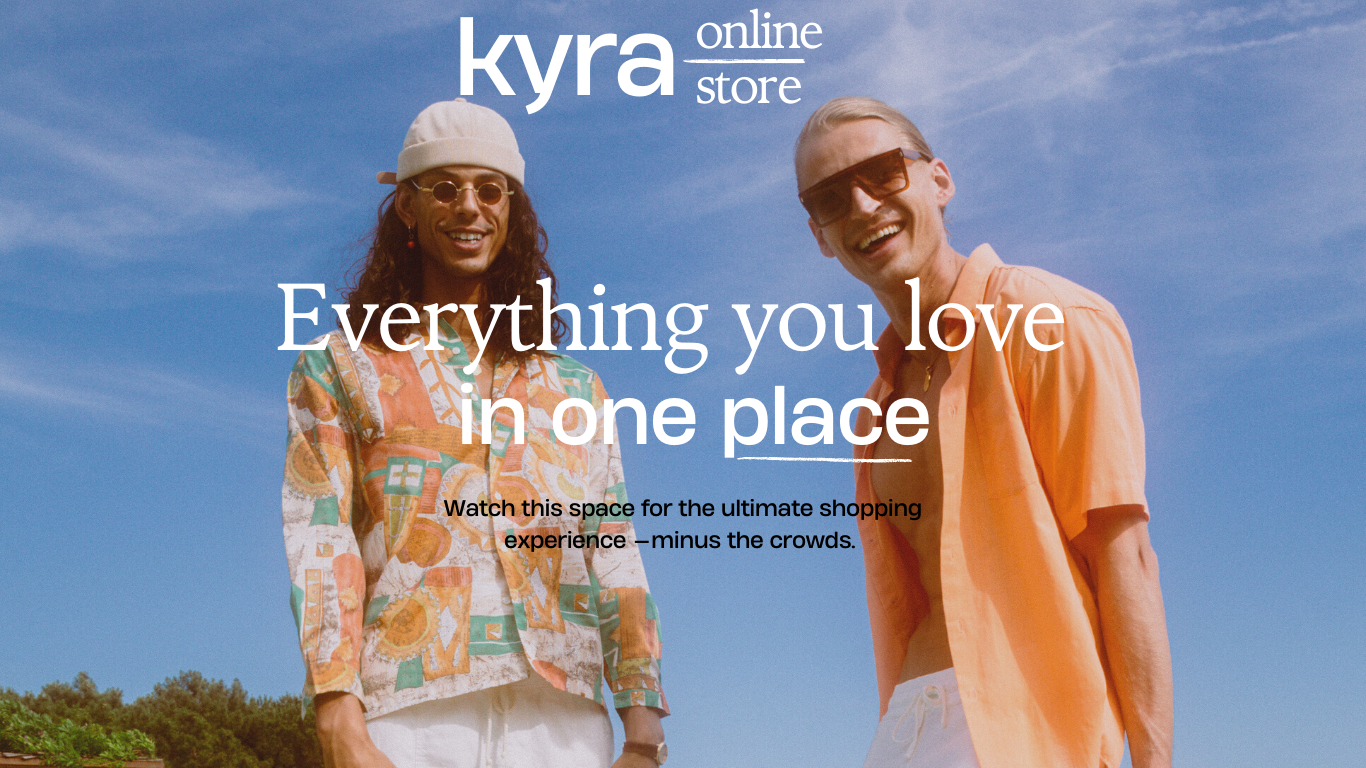 kyra online
store
Everything you love
in one place
Watch this space for the ultimate shopping
experience —minus the crowds.